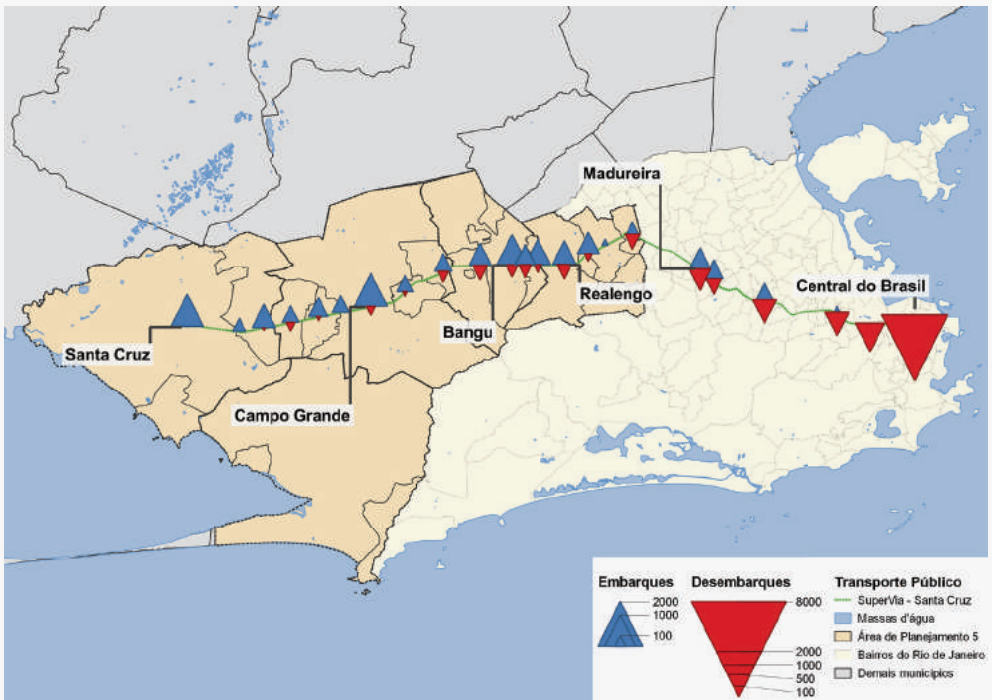 Madureira
Central do Brasil
Realengo
Bangu
Santa Cruz
Campo Grande
Embarques
2000
1000
100
Desembarques
8000
2000
1000
500
100
Transporte Público
SuperVia - Santa Cruz
Massas d'água
Área de Planejamento 5
Bairros do Rio de Janeiro
Demais municípios